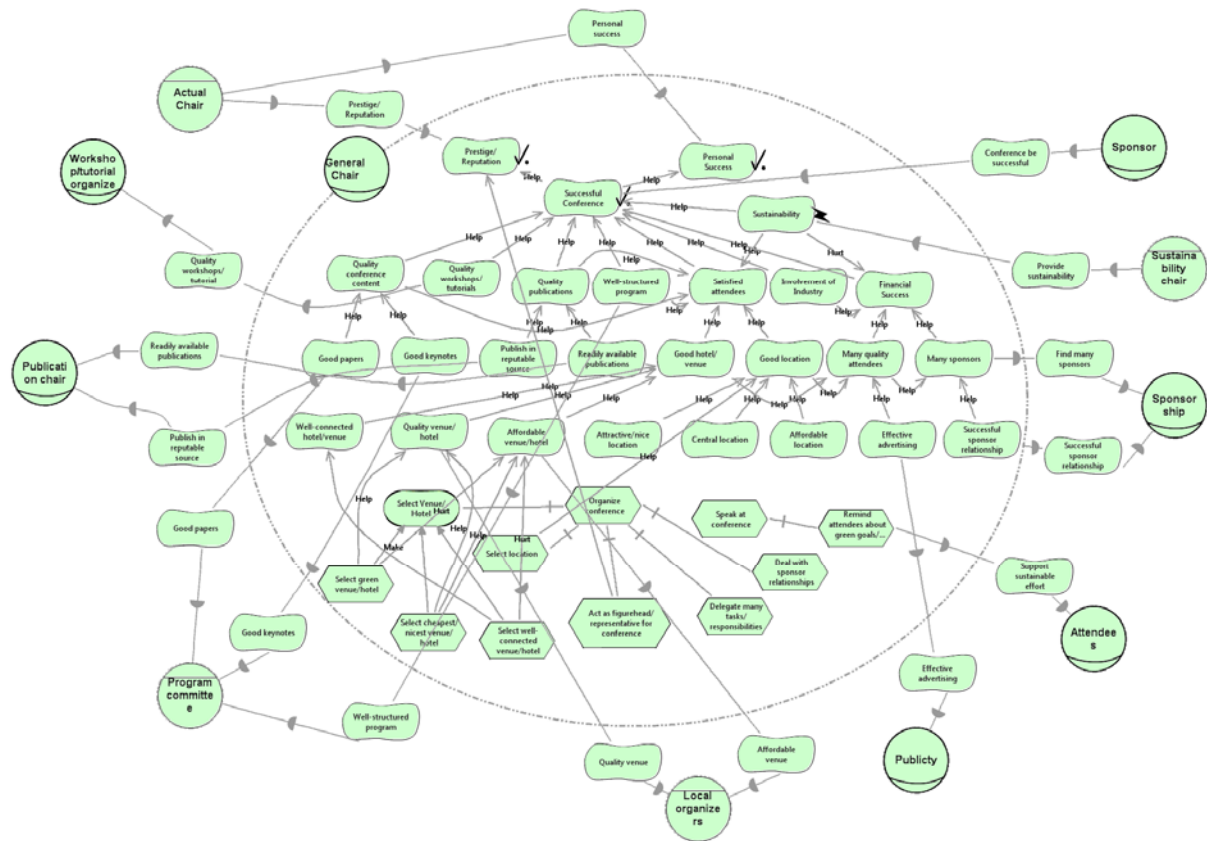 Personal
success
Actual
Chair
Prestige/
Reputation
Worksho
p/tutorial
organize
General
Chair
Prestige/
Reputation
Personal
Success
Conference be
successful
Sponsor
Help
Help
Successful
Conference
Help
Sustainability
Help
Help
Help
Help
Help
Help
Help
Help
Hurt
Quality
workshops/
tutorial
Quality
conference
content
Quality
workshops/
tutorials
Quality
publications
Well-structured
program
Satisfied
attendees
Involvement of
Industry
Financial
Success
Provide
sustainability
Sustaina
bility
chair
Help
Help
Help
Help
Help
Help
Help
Help
Help
Help
Readily available
publications
Good papers
Good keynotes
Publish in
reputable
source
Readily available
publications
Good hotel/
venue
Good location
Many quality
attendees
Many sponsors
Find many
sponsors
Publicati
on chair
Sponsor
ship
Help
Help
Help
Help
Help
Help
Help
Help
Help
Help
Help
Help
Publish in
reputable
source
Well-connected
hotel/venue
Quality venue/
hotel
Affordable
venue/hotel
Attractive/nice
location
Central location
Affordable
location
Effective
advertising
Successful
sponsor
relationship
Successful
sponsor
relationship
Help
Good papers
Help
Select Venue/
Hotel
Hurt
Organize
conference
Speak at
conference
Remind
attendees about
green goals/...
Make
Help
Help
Hurt
Select location
Select green
venue/hotel
Deal with
sponsor
relationships
Support
sustainable
effort
Select cheapest/
nicest venue/
hotel
Select well-
connected
venue/hotel
Act as figurehead/
representative for
conference
Delegate many
tasks/
responsibilities
Good keynotes
Attendee
s
Program
committe
e
Effective
advertising
Well-structured
program
Quality venue
Affordable
venue
Publicty
Local
organize
rs